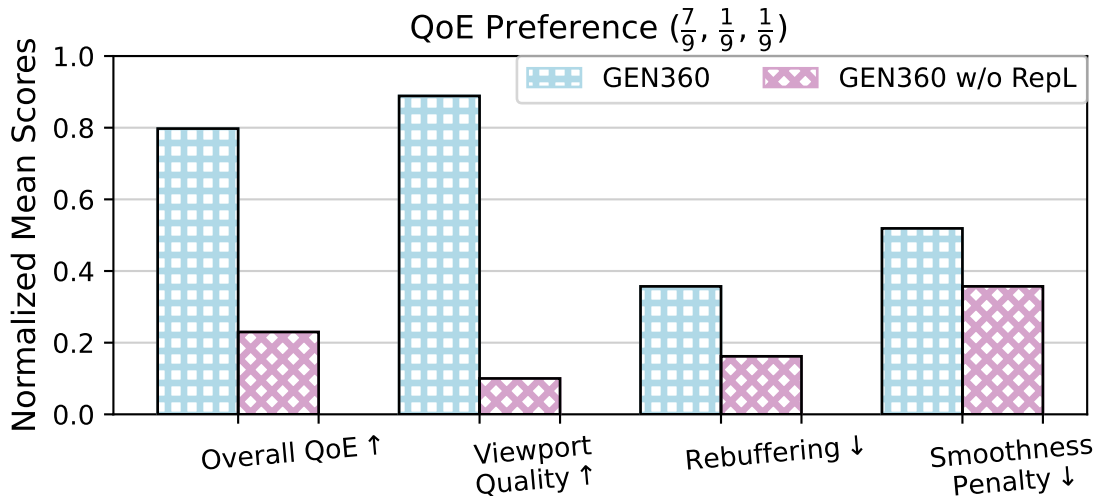 QoE Preference (7/9, 1/9, 1/9)
Normalized Mean Scores
1.0
0.8
0.6
0.4
0.2
0.0
GEN360
GEN360 w/o RepL
Overall QoE ↑
Viewport
Quality ↑
Rebuffering ↓
Smoothness
Penalty ↓